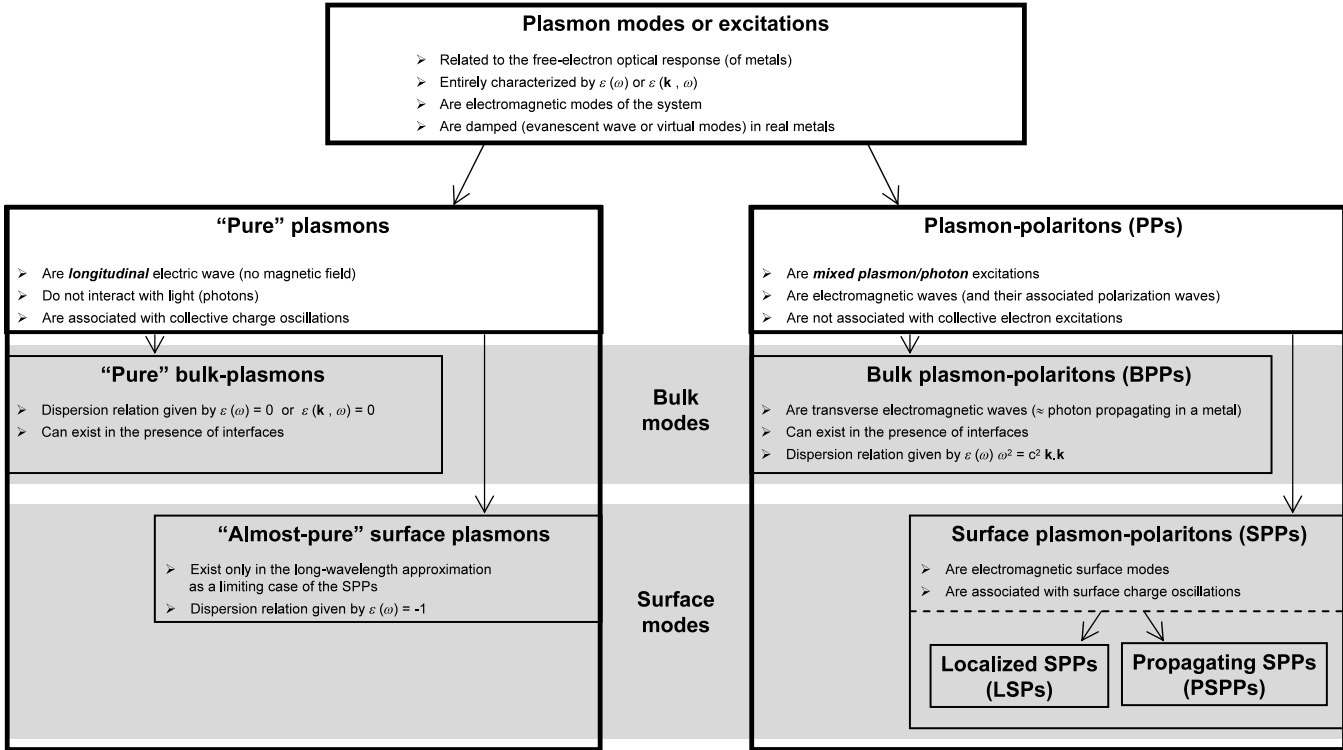 Plasmon modes or excitations
➢ Related to the free-electron optical response (of metals)
➢ Entirely characterized by ε (ω) or ε (k , ω)
➢ Are electromagnetic modes of the system
➢ Are damped (evanescent wave or virtual modes) in real metals
“Pure” plasmons
➢ Are longitudinal electric wave (no magnetic field)
➢ Do not interact with light (photons)
➢ Are associated with collective charge oscillations
Plasmon-polaritons (PPs)
➢ Are mixed plasmon/photon excitations
➢ Are electromagnetic waves (and their associated polarization waves)
➢ Are not associated with collective electron excitations
“Pure” bulk-plasmons
➢ Dispersion relation given by ε (ω) = 0 or ε (k , ω) = 0
➢ Can exist in the presence of interfaces
Bulk
modes
Bulk plasmon-polaritons (BPPs)
➢ Are transverse electromagnetic waves (≈ photon propagating in a metal)
➢ Can exist in the presence of interfaces
➢ Dispersion relation given by ε (ω) ω² = c² k.k
“Almost-pure” surface plasmons
➢ Exist only in the long-wavelength approximation
as a limiting case of the SPPs
➢ Dispersion relation given by ε (ω) = -1
Surface
modes
Surface plasmon-polaritons (SPPs)
➢ Are electromagnetic surface modes
➢ Are associated with surface charge oscillations
Localized SPPs
(LSPs)
Propagating SPPs
(PSPPs)